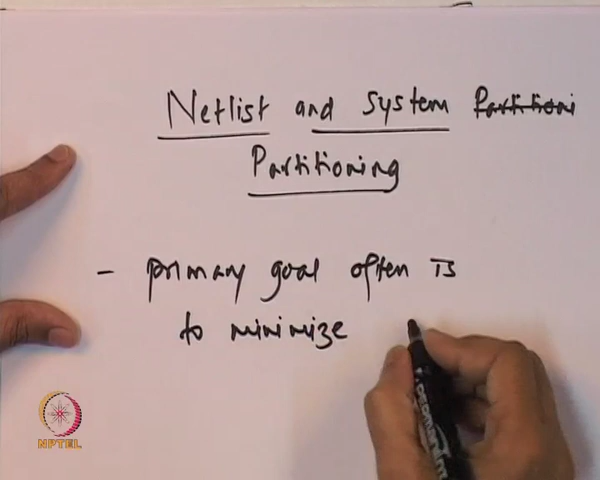 Netlist and System Partitioni
Partitioning
- primary goal often is
to minimize
NPTEL